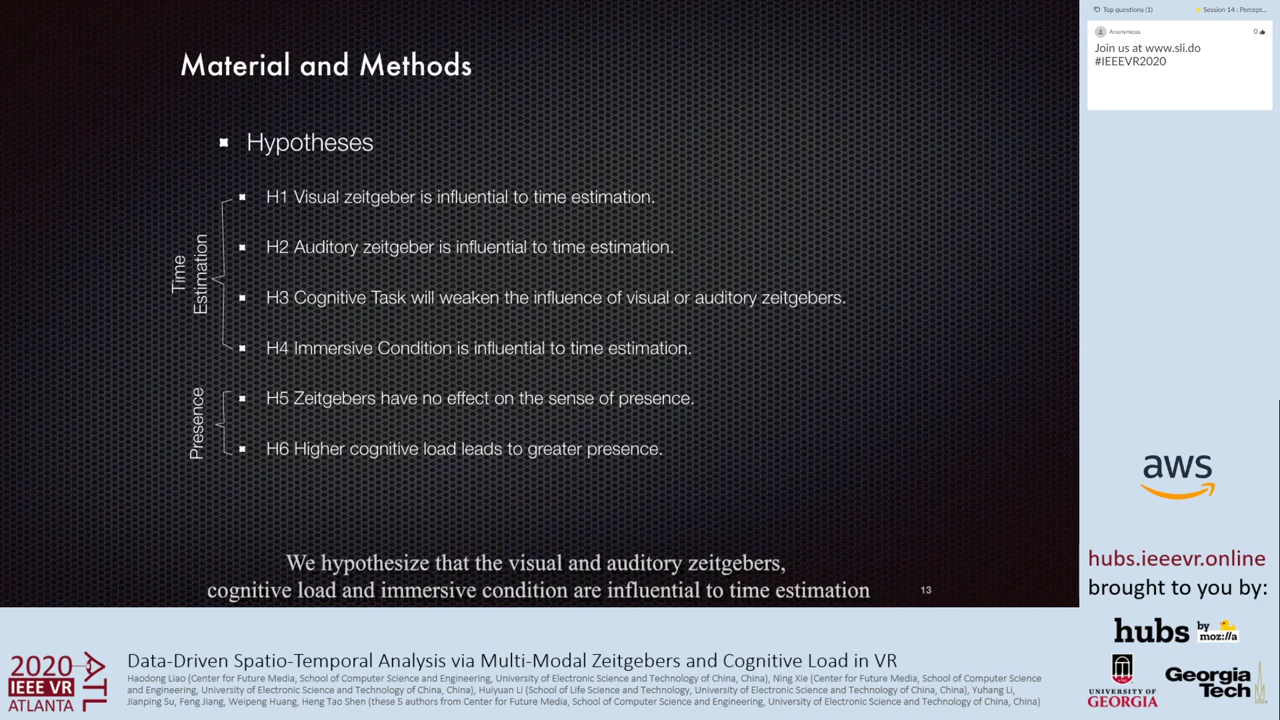 Material and Methods
Hypotheses
Time
Estimation
H1 Visual zeitgeber is influential to time estimation.
H2 Auditory zeitgeber is influential to time estimation.
H3 Cognitive Task will weaken the influence of visual or auditory zeitgebers.
H4 Immersive Condition is influential to time estimation.
Presence
H5 Zeitgebers have no effect on the sense of presence.
H6 Higher cognitive load leads to greater presence.
We hypothesize that the visual and auditory zeitgebers,
cognitive load and immersive condition are influential to time estimation
13
Top questions (1)
Session 14 : Percept...
Anonymous
0
Join us at www.sli.do
#IEEEVR2020
aws
hubs.ieeevr.online
brought to you by:
hubs by moz://a
UNIVERSITY OF
GEORGIA
Georgia
Tech
2020
IEEE VR
ATLANTA
ATL
Data-Driven Spatio-Temporal Analysis via Multi-Modal Zeitgebers and Cognitive Load in VR
Haodong Liao (Center for Future Media, School of Computer Science and Engineering, University of Electronic Science and Technology of China, China), Ning Xie (Center for Future Media, School of Computer Science
and Engineering, University of Electronic Science and Technology of China, China), Huiyuan Li (School of Life Science and Technology, University of Electronic Science and Technology of China, China), Yuhang Li,
Jianping Su, Feng Jiang, Weipeng Huang, Heng Tao Shen (these 5 authors from Center for Future Media, School of Computer Science and Engineering, University of Electronic Science and Technology of China, China)